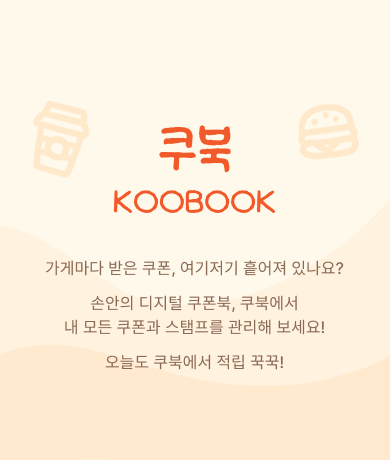 쿠북
KOOBOOK
가게마다 받은 쿠폰, 여기저기 흩어져 있나요?
손안의 디지털 쿠폰북, 쿠북에서
내 모든 쿠폰과 스탬프를 관리해 보세요!
오늘도 쿠북에서 적립 꾹꾹!